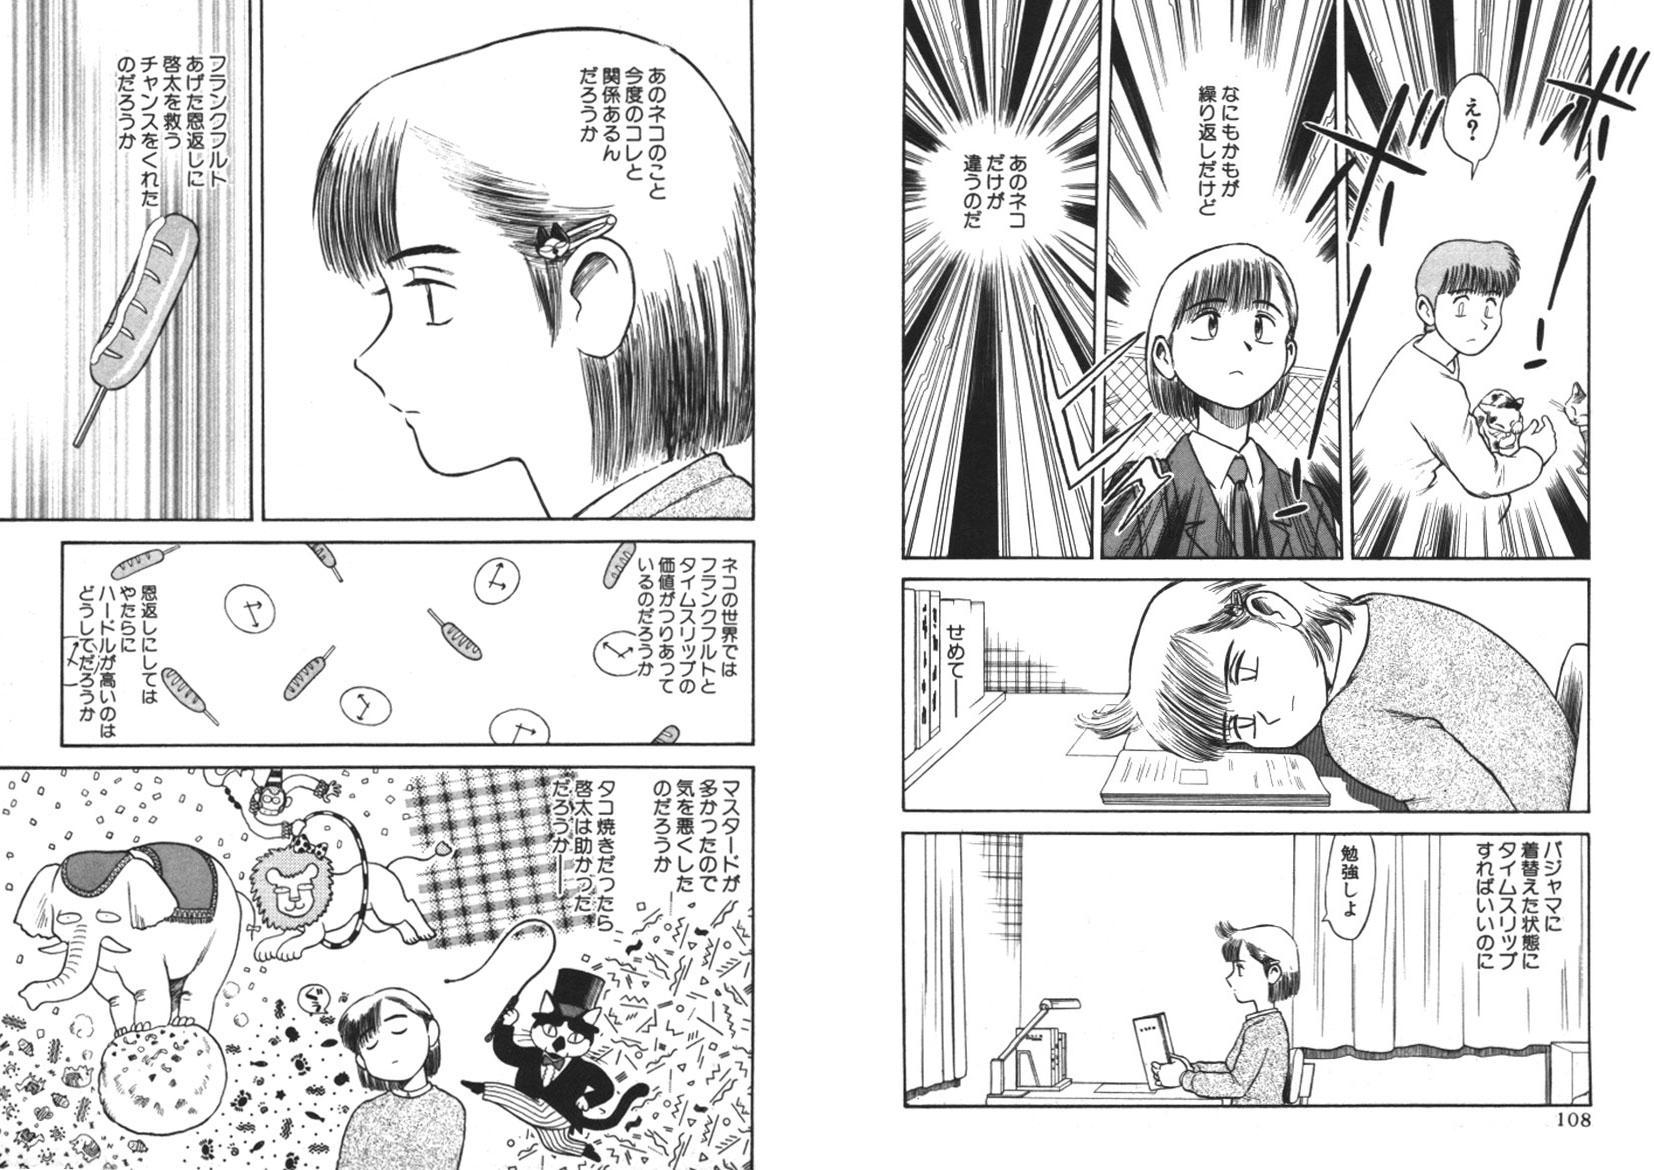 え？
なにもかもが
繰り返しだけど
あのネコ
だけが
違うのだ
せめて──
パジャマに
着替えた状態に
タイムスリップ
すればいいのに
勉強しよ
108
あのネコのこと
今度のコレと
関係あるん
だろうか
フランクフルト
あげた恩返しに
啓太を救う
チャンスをくれた
のだろうか
ネコの世界では
フランクフルトと
タイムスリップの
価値がつりあって
いるのだろうか
恩返しにしては
やたらに
ハードルが高いのは
どうしてだろうか
マスタードが
多かったので
気を悪くした
のだろうか
タコ焼きだったら
啓太は助かった
だろうか──
ぐぅ